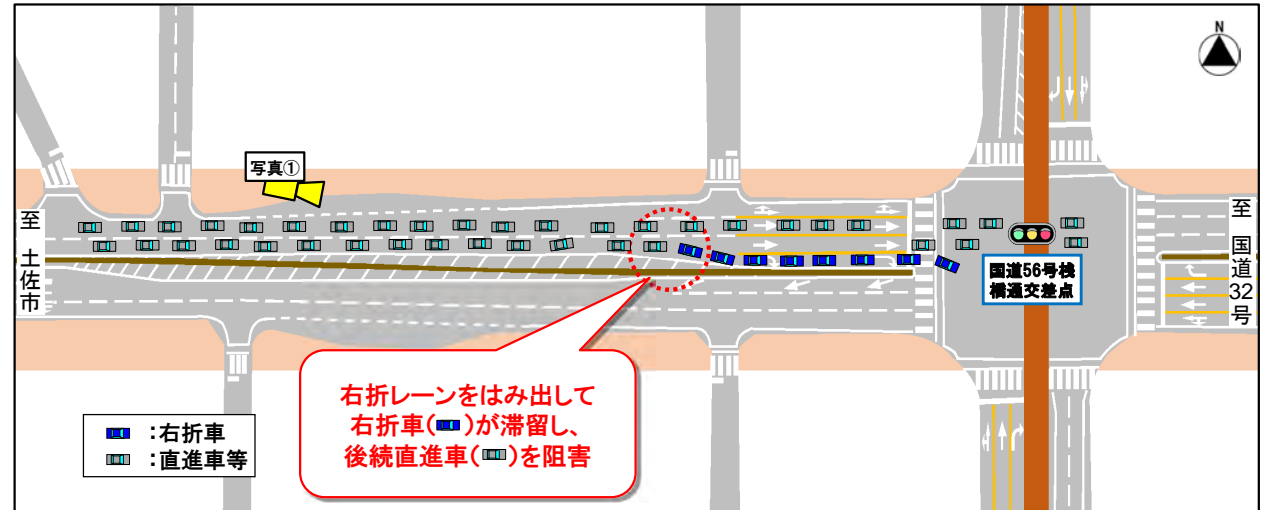 N
写真①
至 土佐市
至 国道32号
国道56号桟
橋通交差点
右折レーンをはみ出して
右折車( )が滞留し、
後続直進車( )を阻害
:右折車
:直進車等